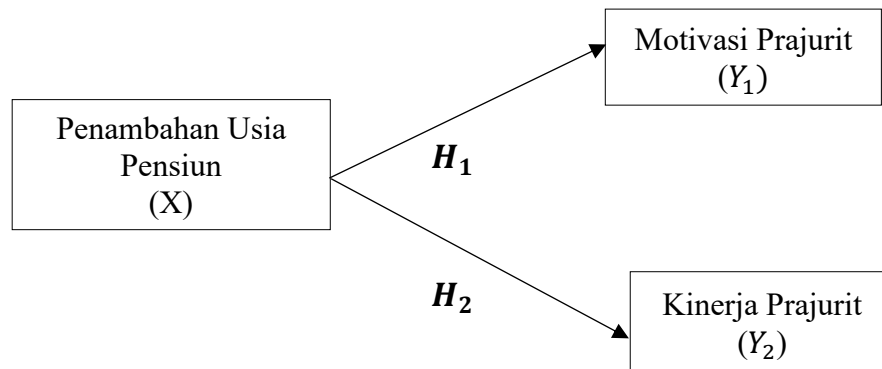 Motivasi Prajurit
(Y₁)
Penambahan Usia
Pensiun
(X)
H₁
H₂
Kinerja Prajurit
(Y₂)